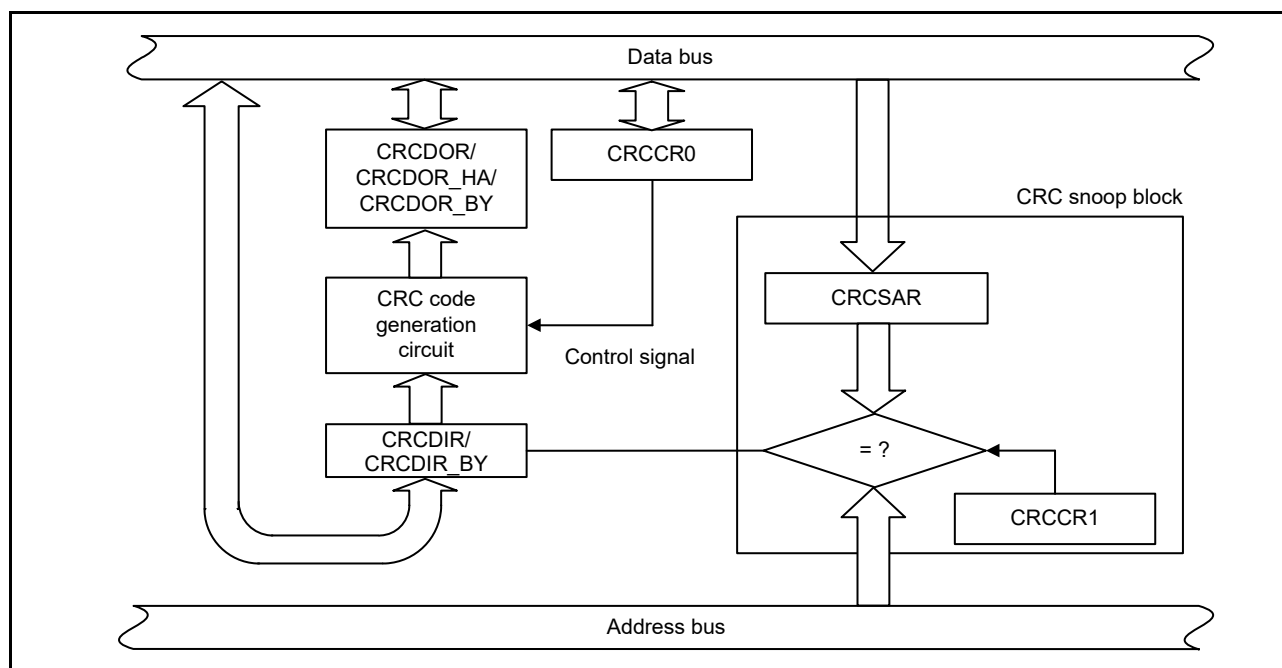 Data bus
CRCDOR/
CRCDOR_HA/
CRCDOR_BY
CRCCR0
CRC snoop block
CRCSAR
CRC code
generation
circuit
Control signal
CRCDIR/
CRCDIR_BY
= ?
CRCCR1
Address bus